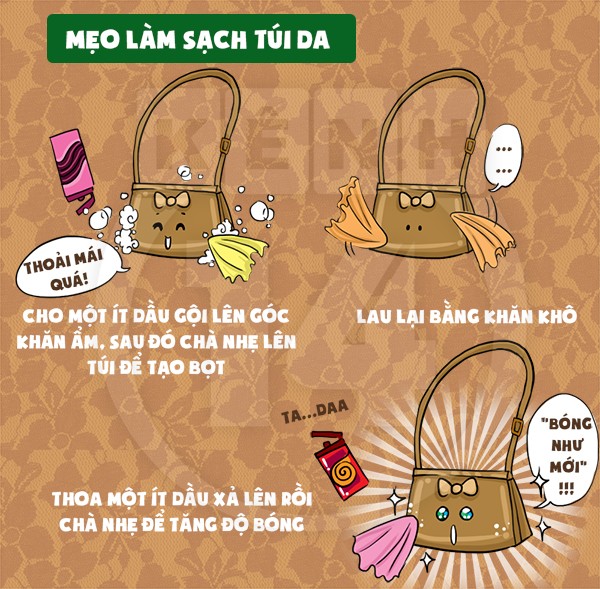 MẸO LÀM SẠCH TÚI DA
KÊNH
14
THOẢI MÁI
QUÁ!
CHO MỘT ÍT DẦU GỘI LÊN GÓC
KHĂN ẨM, SAU ĐÓ CHÀ NHẸ LÊN
TÚI ĐỂ TẠO BỌT
...
...
LAU LẠI BẰNG KHĂN KHÔ
TA...DAA
"BÓNG
NHƯ
MỚI"
!!!
THOA MỘT ÍT DẦU XẢ LÊN RỒI
CHÀ NHẸ ĐỂ TĂNG ĐỘ BÓNG